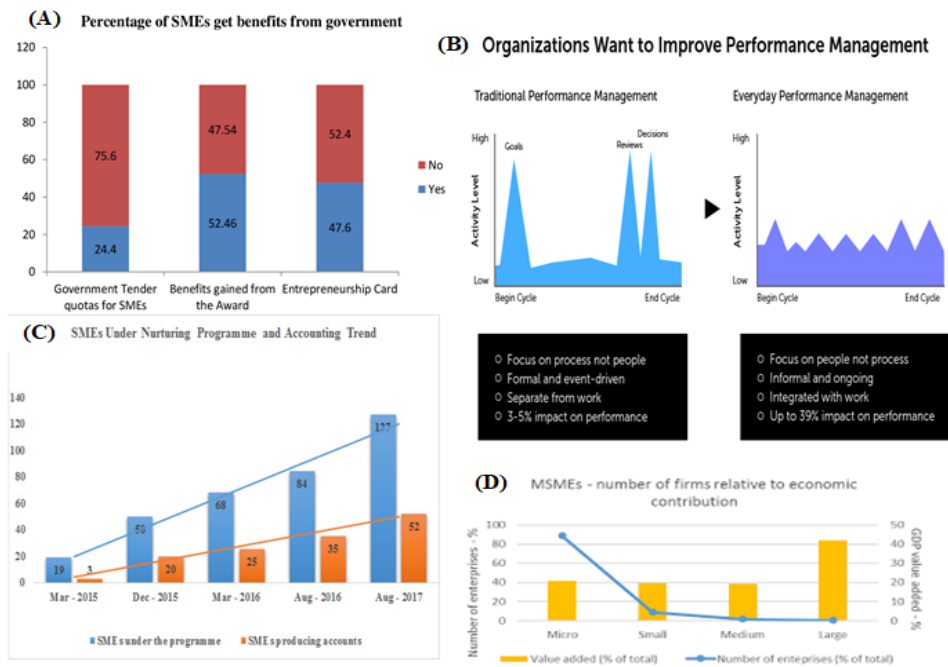 (A) Percentage of SMEs get benefits from government
100
80
60
40
20
0
75.6
24.4
47.54
52.46
52.4
47.6
No
Yes
Government Tender
quotas for SMEs
Benefits gained from
the Award
Entrepreneurship Card
(B) Organizations Want to Improve Performance Management
Traditional Performance Management
High
Activity Level
Low
Goals
Reviews
Decisions
Begin Cycle
End Cycle
Everyday Performance Management
High
Activity Level
Low
Begin Cycle
End Cycle
Focus on process not people
Formal and event-driven
Separate from work
3-5% impact on performance
Focus on people not process
Informal and ongoing
Integrated with work
Up to 39% impact on performance
(C) SMEs Under Nurturing Programme and Accounting Trend
140
120
100
80
60
40
20
0
19
3
50
20
68
25
84
35
127
52
Mar - 2015
Dec - 2015
Mar - 2016
Aug - 2016
Aug - 2017
SMEs under the programme
SMEs producing accounts
(D) MSMEs - number of firms relative to economic
contribution
Number of enterprises - %
100
80
60
40
20
0
50
40
30
20
10
0
GDP value added - %
Micro
Small
Medium
Large
Value added (% of total)
Number of enteprises (% of total)